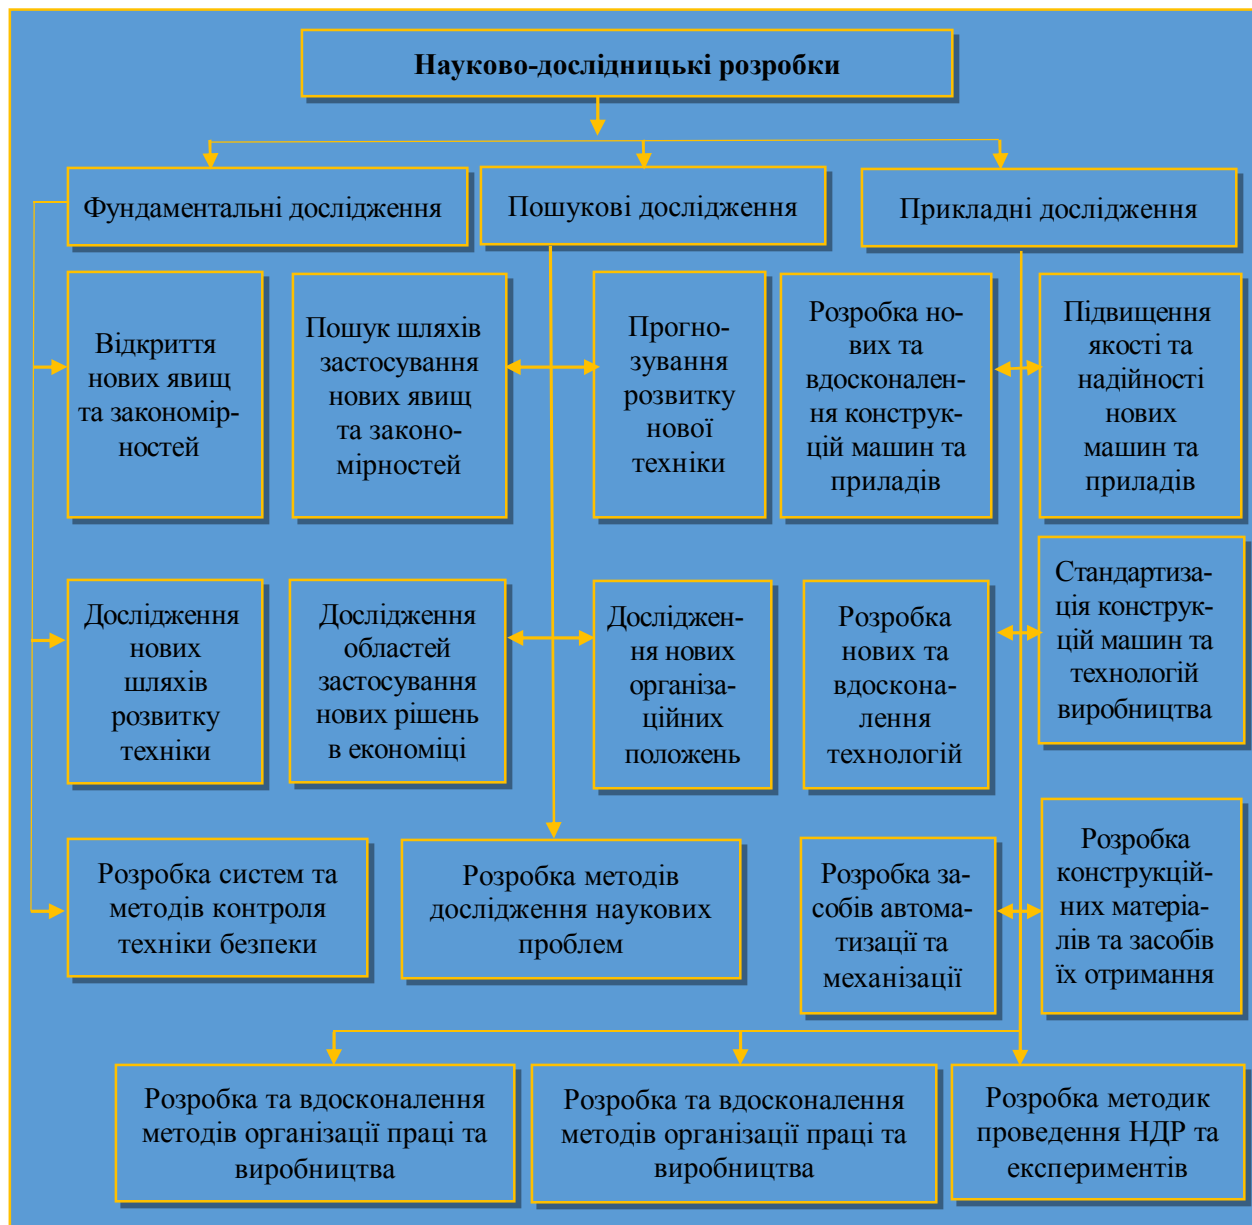 Науково-дослідницькі розробки
Фундаментальні дослідження
Пошукові дослідження
Прикладні дослідження
Відкриття
нових явищ
та закономір-
ностей
Пошук шляхів
застосування
нових явищ
та законо-
мірностей
Прогно-
зування
розвитку
нової
техніки
Розробка но-
вих та
вдосконален-
ня конструк-
цій машин та
приладів
Підвищення
якості та
надійності
нових
машин та
приладів
Дослідження
нових
шляхів
розвитку
техніки
Дослідження
областей
застосування
нових рішень
в економіці
Досліджен-
ня нових
організа-
ційних
положень
Розробка
нових та
вдоскона-
лення
технологій
Стандартиза-
ція конструк-
цій машин та
технологій
виробництва
Розробка систем та
методів контроля
техніки безпеки
Розробка методів
дослідження наукових
проблем
Розробка за-
собів автома-
тизації та
механізації
Розробка
конструкцій-
них матеріа-
лів та засобів
їх отримання
Розробка та вдосконалення
методів організації праці та
виробництва
Розробка та вдосконалення
методів організації праці та
виробництва
Розробка методик
проведення НДР та
експериментів